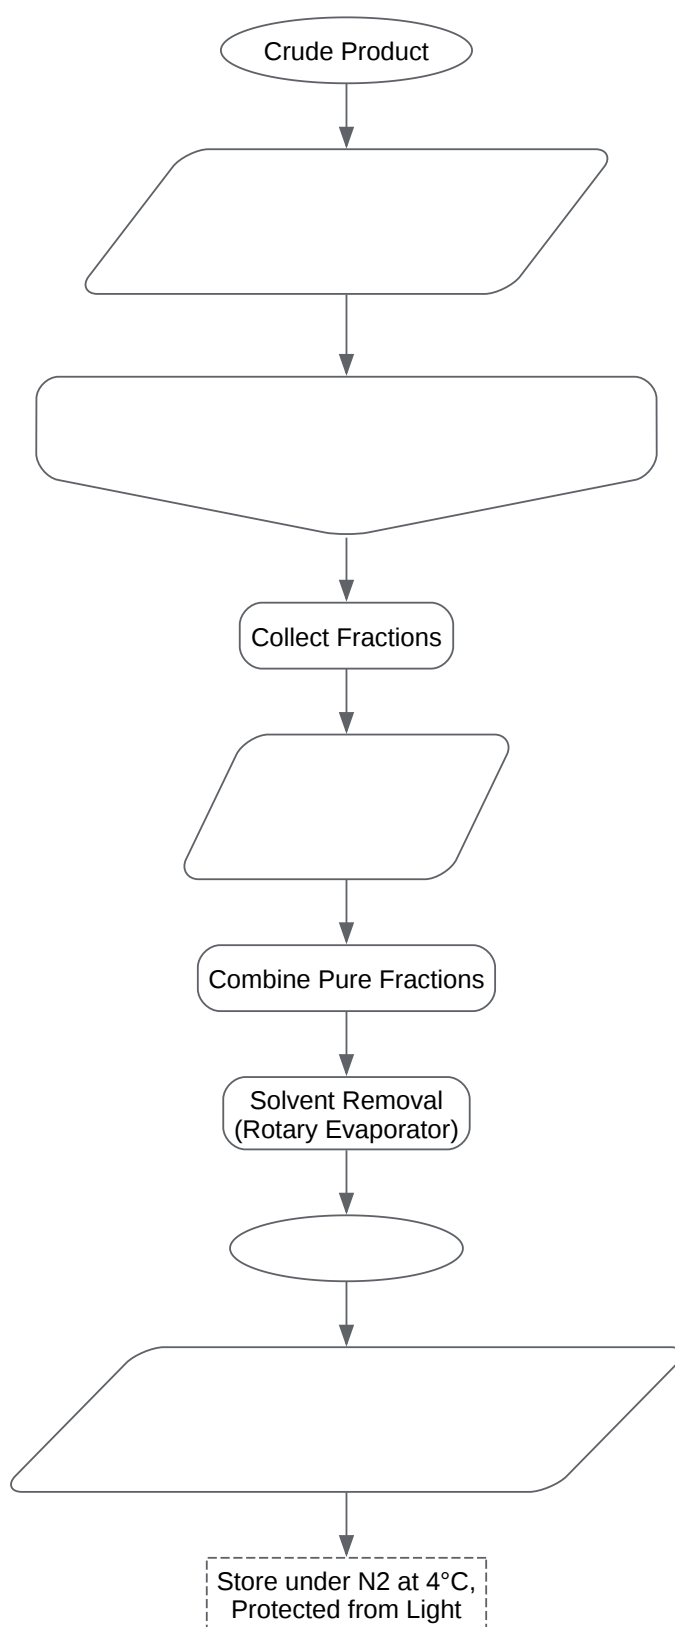 Crude Product
Collect Fractions
Combine Pure Fractions
Solvent Removal
(Rotary Evaporator)
Store under N2 at 4°C,
Protected from Light